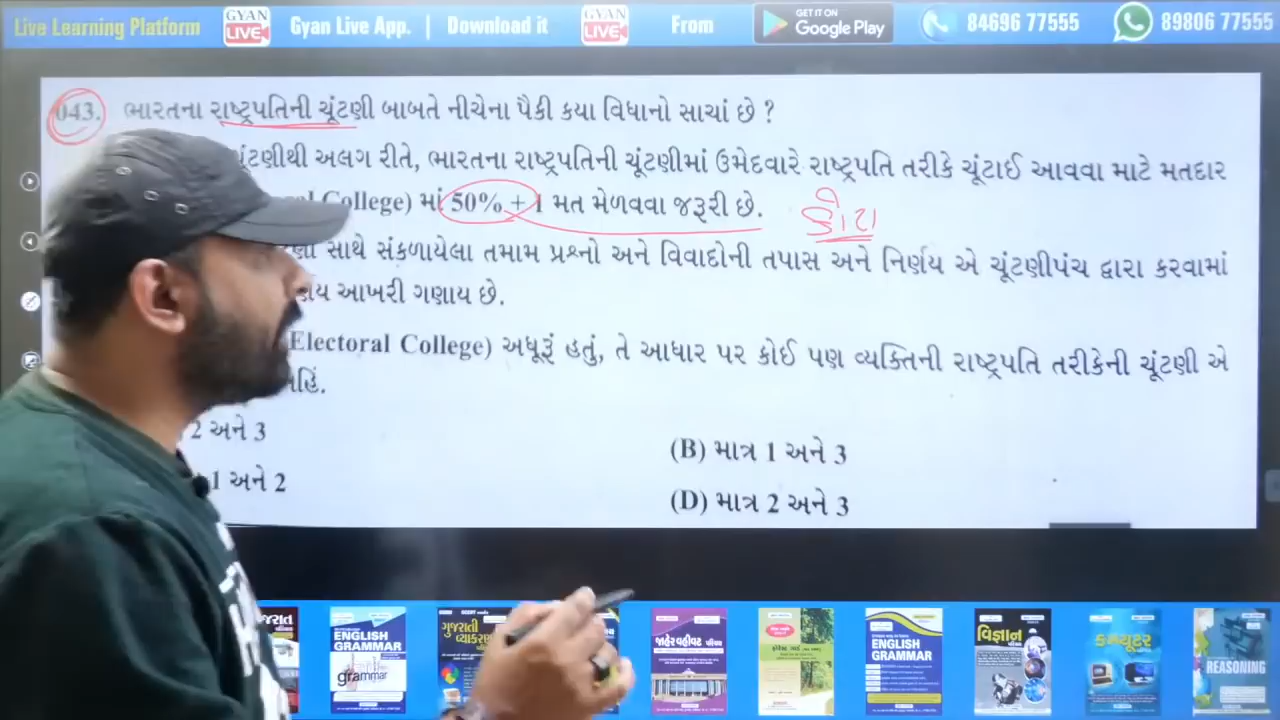 Live Learning Platform GYAN LIVE Gyan Live App. | Download it GYAN LIVE From GET IT ON Google Play 84696 77555 89806 77555
043. ભારતના રાષ્ટ્રપતિની ચૂંટણી બાબતે નીચેના પૈકી કયા વિધાનો સાચાં છે ?
ચૂંટણીથી અલગ રીતે, ભારતના રાષ્ટ્રપતિની ચૂંટણીમાં ઉમેદવારે રાષ્ટ્રપતિ તરીકે ચૂંટાઈ આવવા માટે મતદાર
College) માં 50% + 1 મત મેળવવા જરૂરી છે.
સાથે સંકળાયેલા તમામ પ્રશ્નો અને વિવાદોની તપાસ અને નિર્ણય એ ચૂંટણીપંચ દ્વારા કરવામાં
આખરી ગણાય છે.
Electoral College) અધૂરૂં હતું, તે આધાર પર કોઈ પણ વ્યક્તિની રાષ્ટ્રપતિ તરીકેની ચૂંટણી એ
2 અને 3
(B) માત્ર 1 અને 3
1 અને 2
(D) માત્ર 2 અને 3
ENGLISH GRAMMAR
grammar
ગુજરાતી
જાહેર વહીવટ
ENGLISH GRAMMAR
વિજ્ઞાન
કમ્પ્યુટર
REASONING